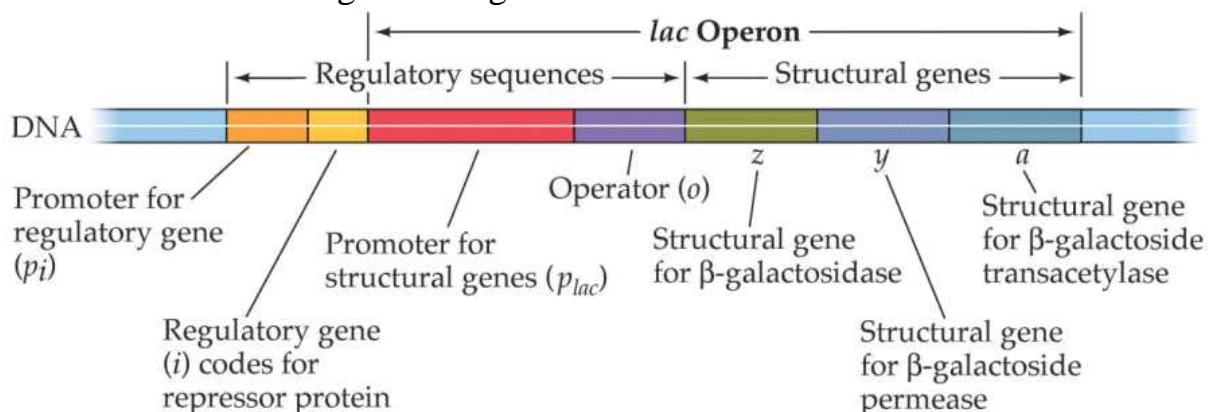 lac Operon
Regulatory sequences
Structural genes
DNA
z
y
a
Promoter for
regulatory gene
(pi)
Regulatory gene
(i) codes for
repressor protein
Promoter for
structural genes (plac)
Operator (o)
Structural gene
for β-galactosidase
Structural gene
for β-galactoside
permease
Structural gene
for β-galactoside
transacetylase